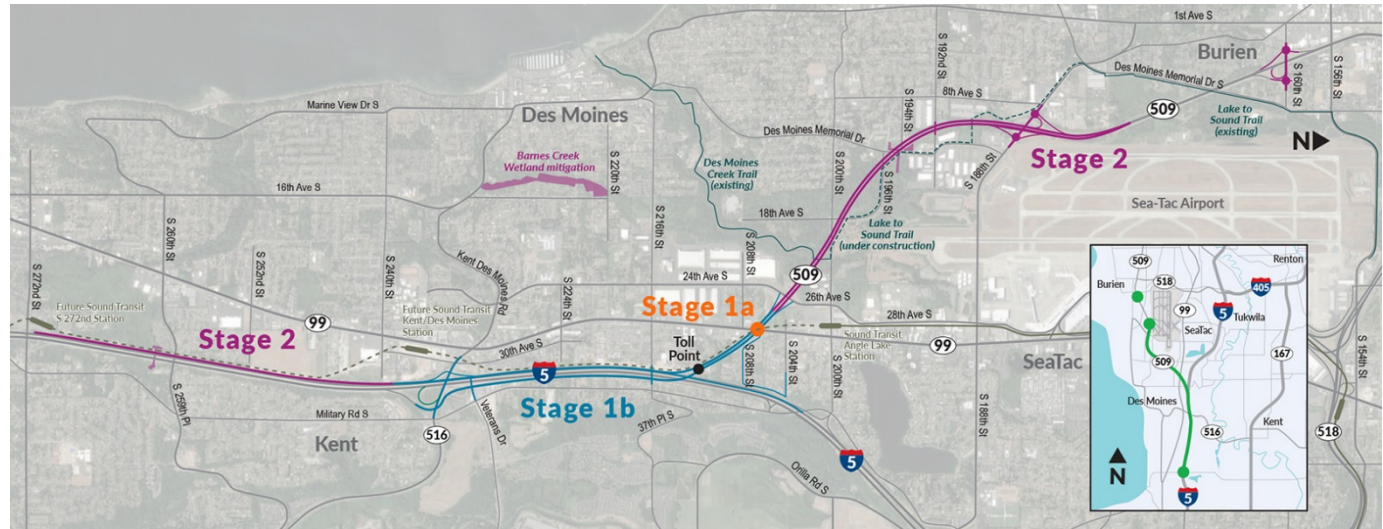 1st Ave S
Burien
S 192nd St
Des Moines Memorial Dr S
S 160th St
S 156th St
Marine View Dr S
Des Moines
8th Ave S
509
Lake to
Sound Trail
(existing)
S 194th St
Des Moines Memorial Dr
N
Barnes Creek
Wetland mitigation
S 220th St
Des Moines
Creek Trail
(existing)
S 200th St
S 196th St
S 188th St
Stage 2
16th Ave S
Sea-Tac Airport
S 260th St
S 216th St
18th Ave S
Lake to
Sound Trail
(under construction)
S 272nd St
S 252nd St
S 240th St
Kent Des Moines Rd
S 208th St
24th Ave S
509
S 224th St
Stage 1a
26th Ave S
28th Ave S
Future Sound Transit
S 272nd Station
Future Sound Transit
Kent/Des Moines
Station
99
30th Ave S
Toll
Point
Sound Transit
Angle Lake
Station
99
SeaTac
S 154th St
Stage 2
5
S 208th St
S 204th St
S 200th St
S 259th Pl
Military Rd S
Stage 1b
Kent
516
Veterans Dr
37th Pl S
S 188th St
518
5
Orilla Rd S
509
Renton
Burien
518
405
99
5
Tukwila
SeaTac
167
509
Des Moines
516
Kent
N
5